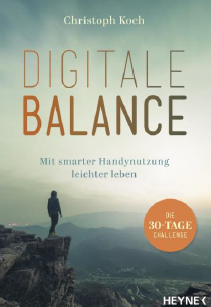 Christoph Koch
DIGITALE
BALANCE
Mit smarter Handynutzung
leichter leben
DIE
30-TAGE
CHALLENGE
HEYNE